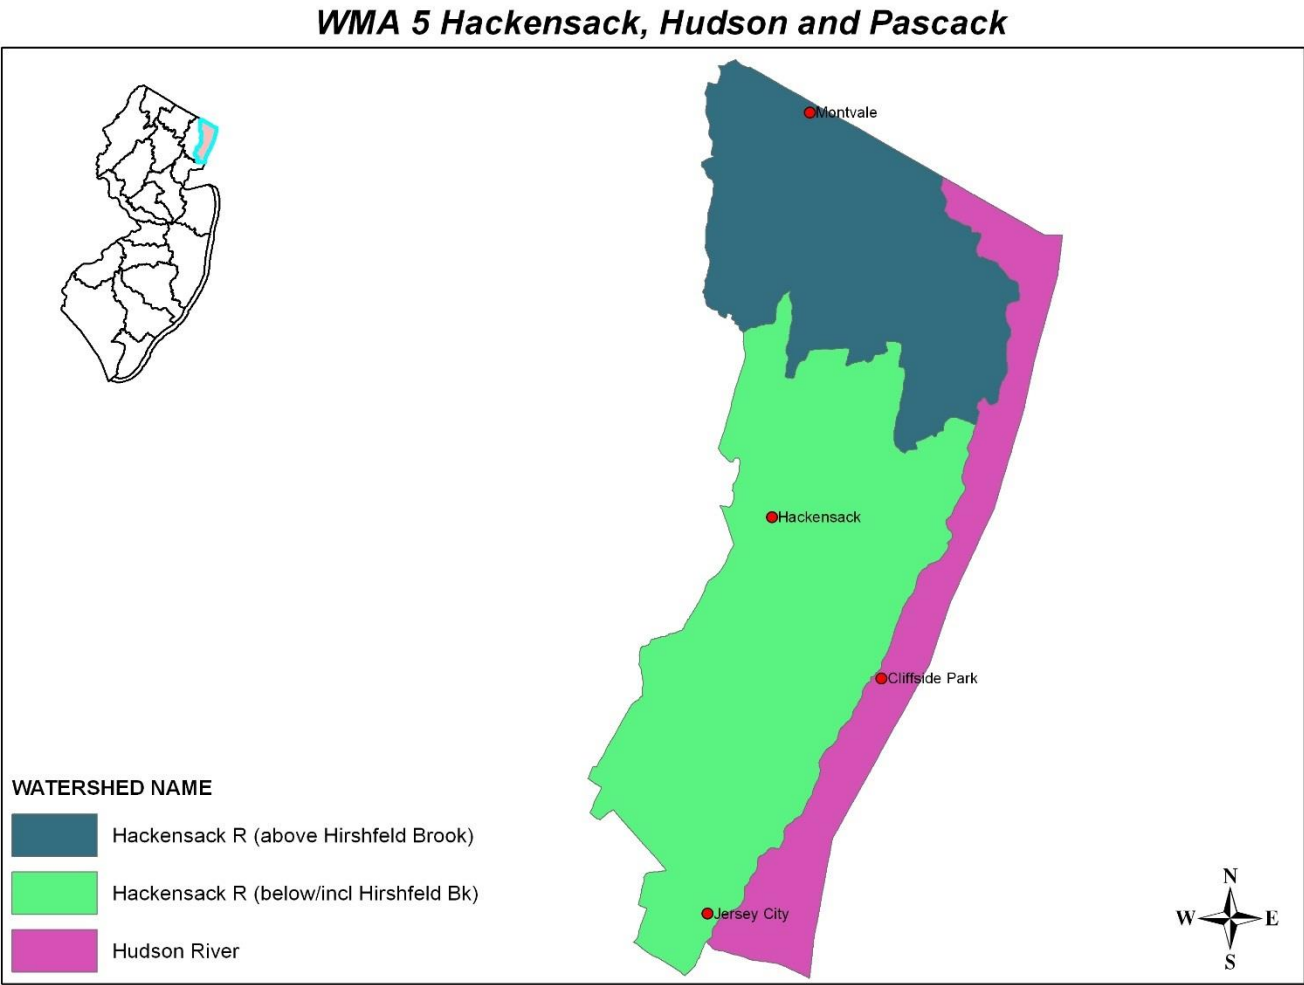 WMA 5 Hackensack, Hudson and Pascack
Montvale
Hackensack
Cliffside Park
Jersey City
WATERSHED NAME
Hackensack R (above Hirshfeld Brook)
Hackensack R (below/incl Hirshfeld Bk)
Hudson River
N
W E
S